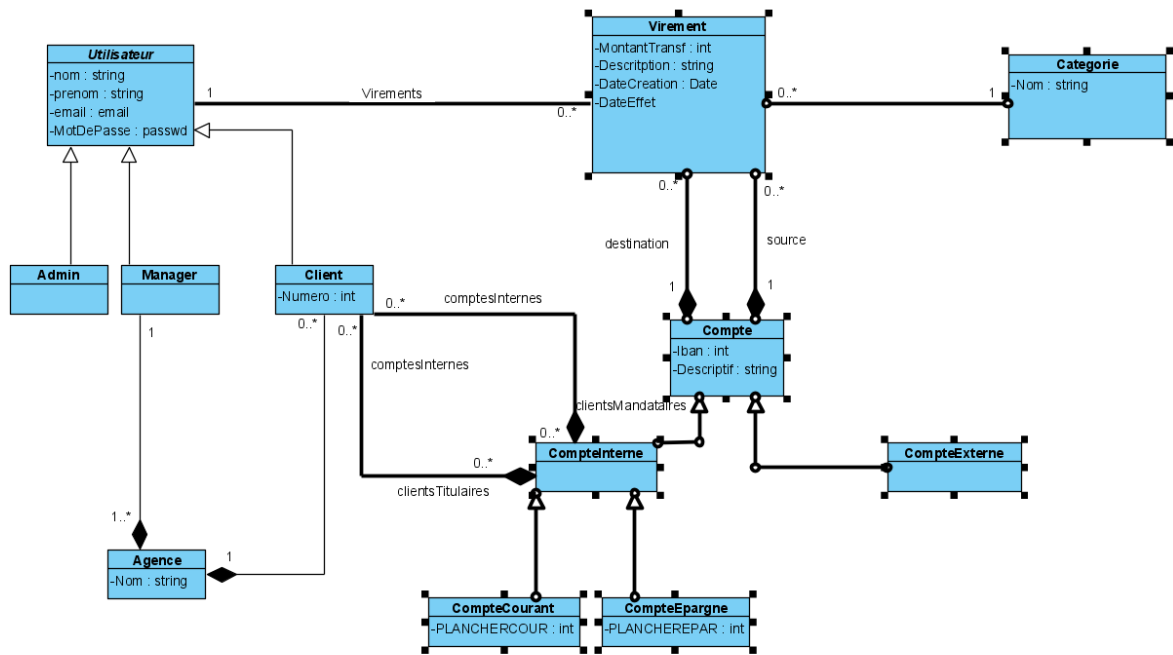 Utilisateur
-nom : string
-prenom : string
-email : email
-MotDePasse : passwd
1
Virements
0..*
Virement
-MontantTransf : int
-Descritption : string
-DateCreation : Date
-DateEffet
0..*
1
Categorie
-Nom : string
0..*
0..*
destination
source
1
1
Admin
Manager
Client
-Numero : int
0..*
comptesInternes
1
0..*
0..*
comptesInternes
Compte
-Iban : int
-Descriptif : string
clientsMandataires
0..*
CompteInterne
CompteExterne
0..*
clientsTitulaires
1..*
1
Agence
-Nom : string
CompteCourant
-PLANCHERCOUR : int
CompteEpargne
-PLANCHEREPAR : int